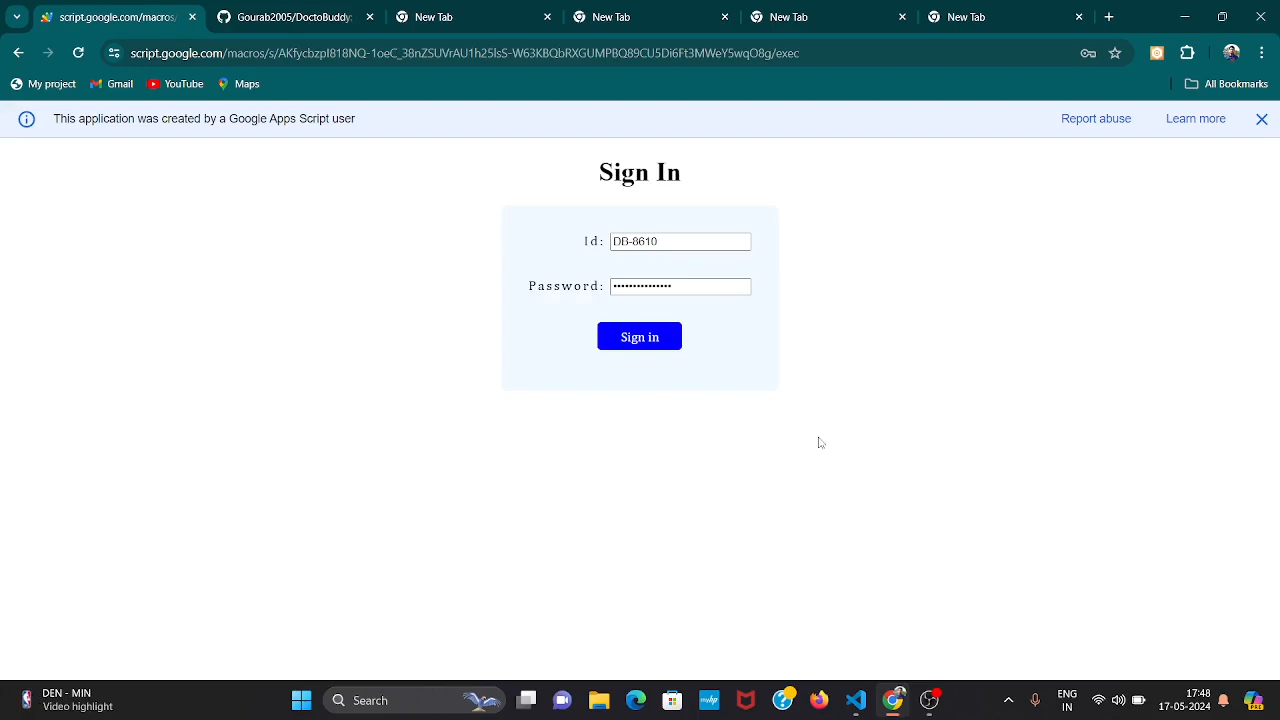 script.google.com/macros/
Gourab2005/DoctoBuddy:
New Tab
New Tab
New Tab
New Tab
script.google.com/macros/s/AKfycbzpI818NQ-1oeC_38nZSUVrAU1h25lsS-W63KBQbRXGUMPBQ89CU5Di6Ft3MWeY5wqO8g/exec
My project
Gmail
YouTube
Maps
All Bookmarks
This application was created by a Google Apps Script user
Report abuse
Learn more
Sign In
Id: DB-8610
Password: •••••••••••••••
Sign in
DEN - MIN
Video highlight
Search
myhp
ENG
IN
17:48
17-05-2024